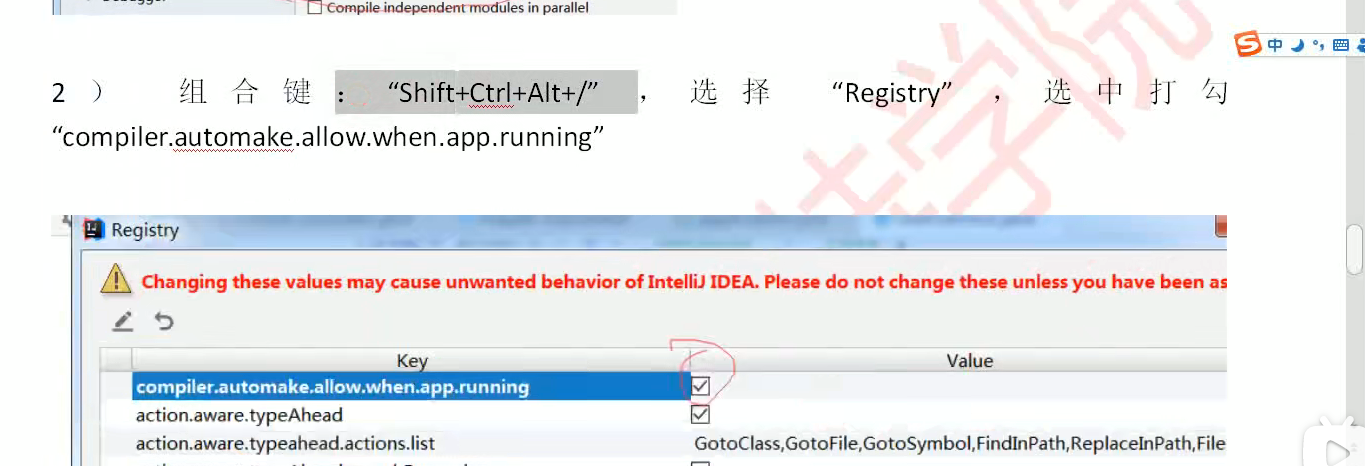 Compile independent modules in parallel
中
2） 组合键：“Shift+Ctrl+Alt+/”，选择“Registry”，选中打勾
“compiler.automake.allow.when.app.running”
Registry
Changing these values may cause unwanted behavior of IntelliJ IDEA. Please do not change these unless you have been as
Key Value
compiler.automake.allow.when.app.running
action.aware.typeAhead
action.aware.typeahead.actions.list GotoClass,GotoFile,GotoSymbol,FindInPath,ReplaceInPath,File